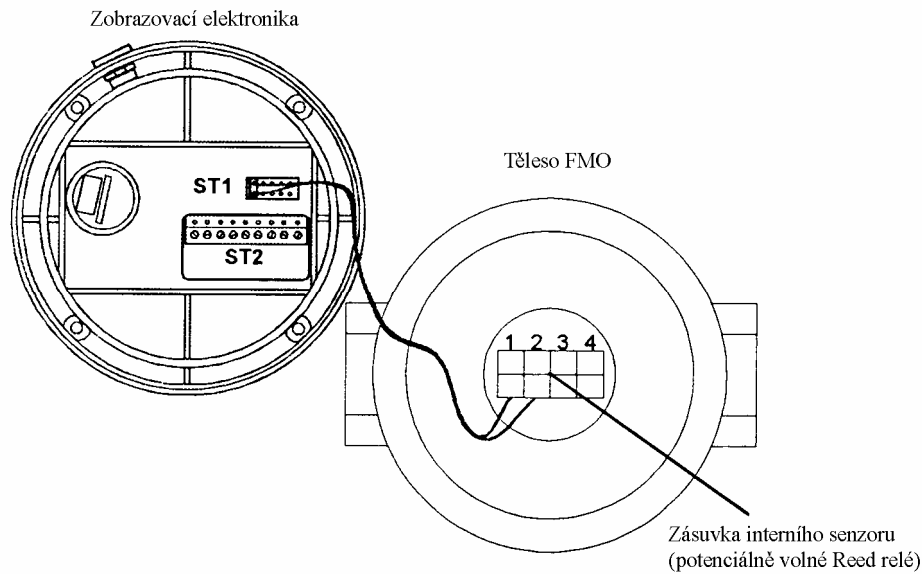 Zobrazovací elektronika
Těleso FMO
ST1
ST2
1 2 3 4
Zásuvka interního senzoru
(potenciálně volné Reed relé)